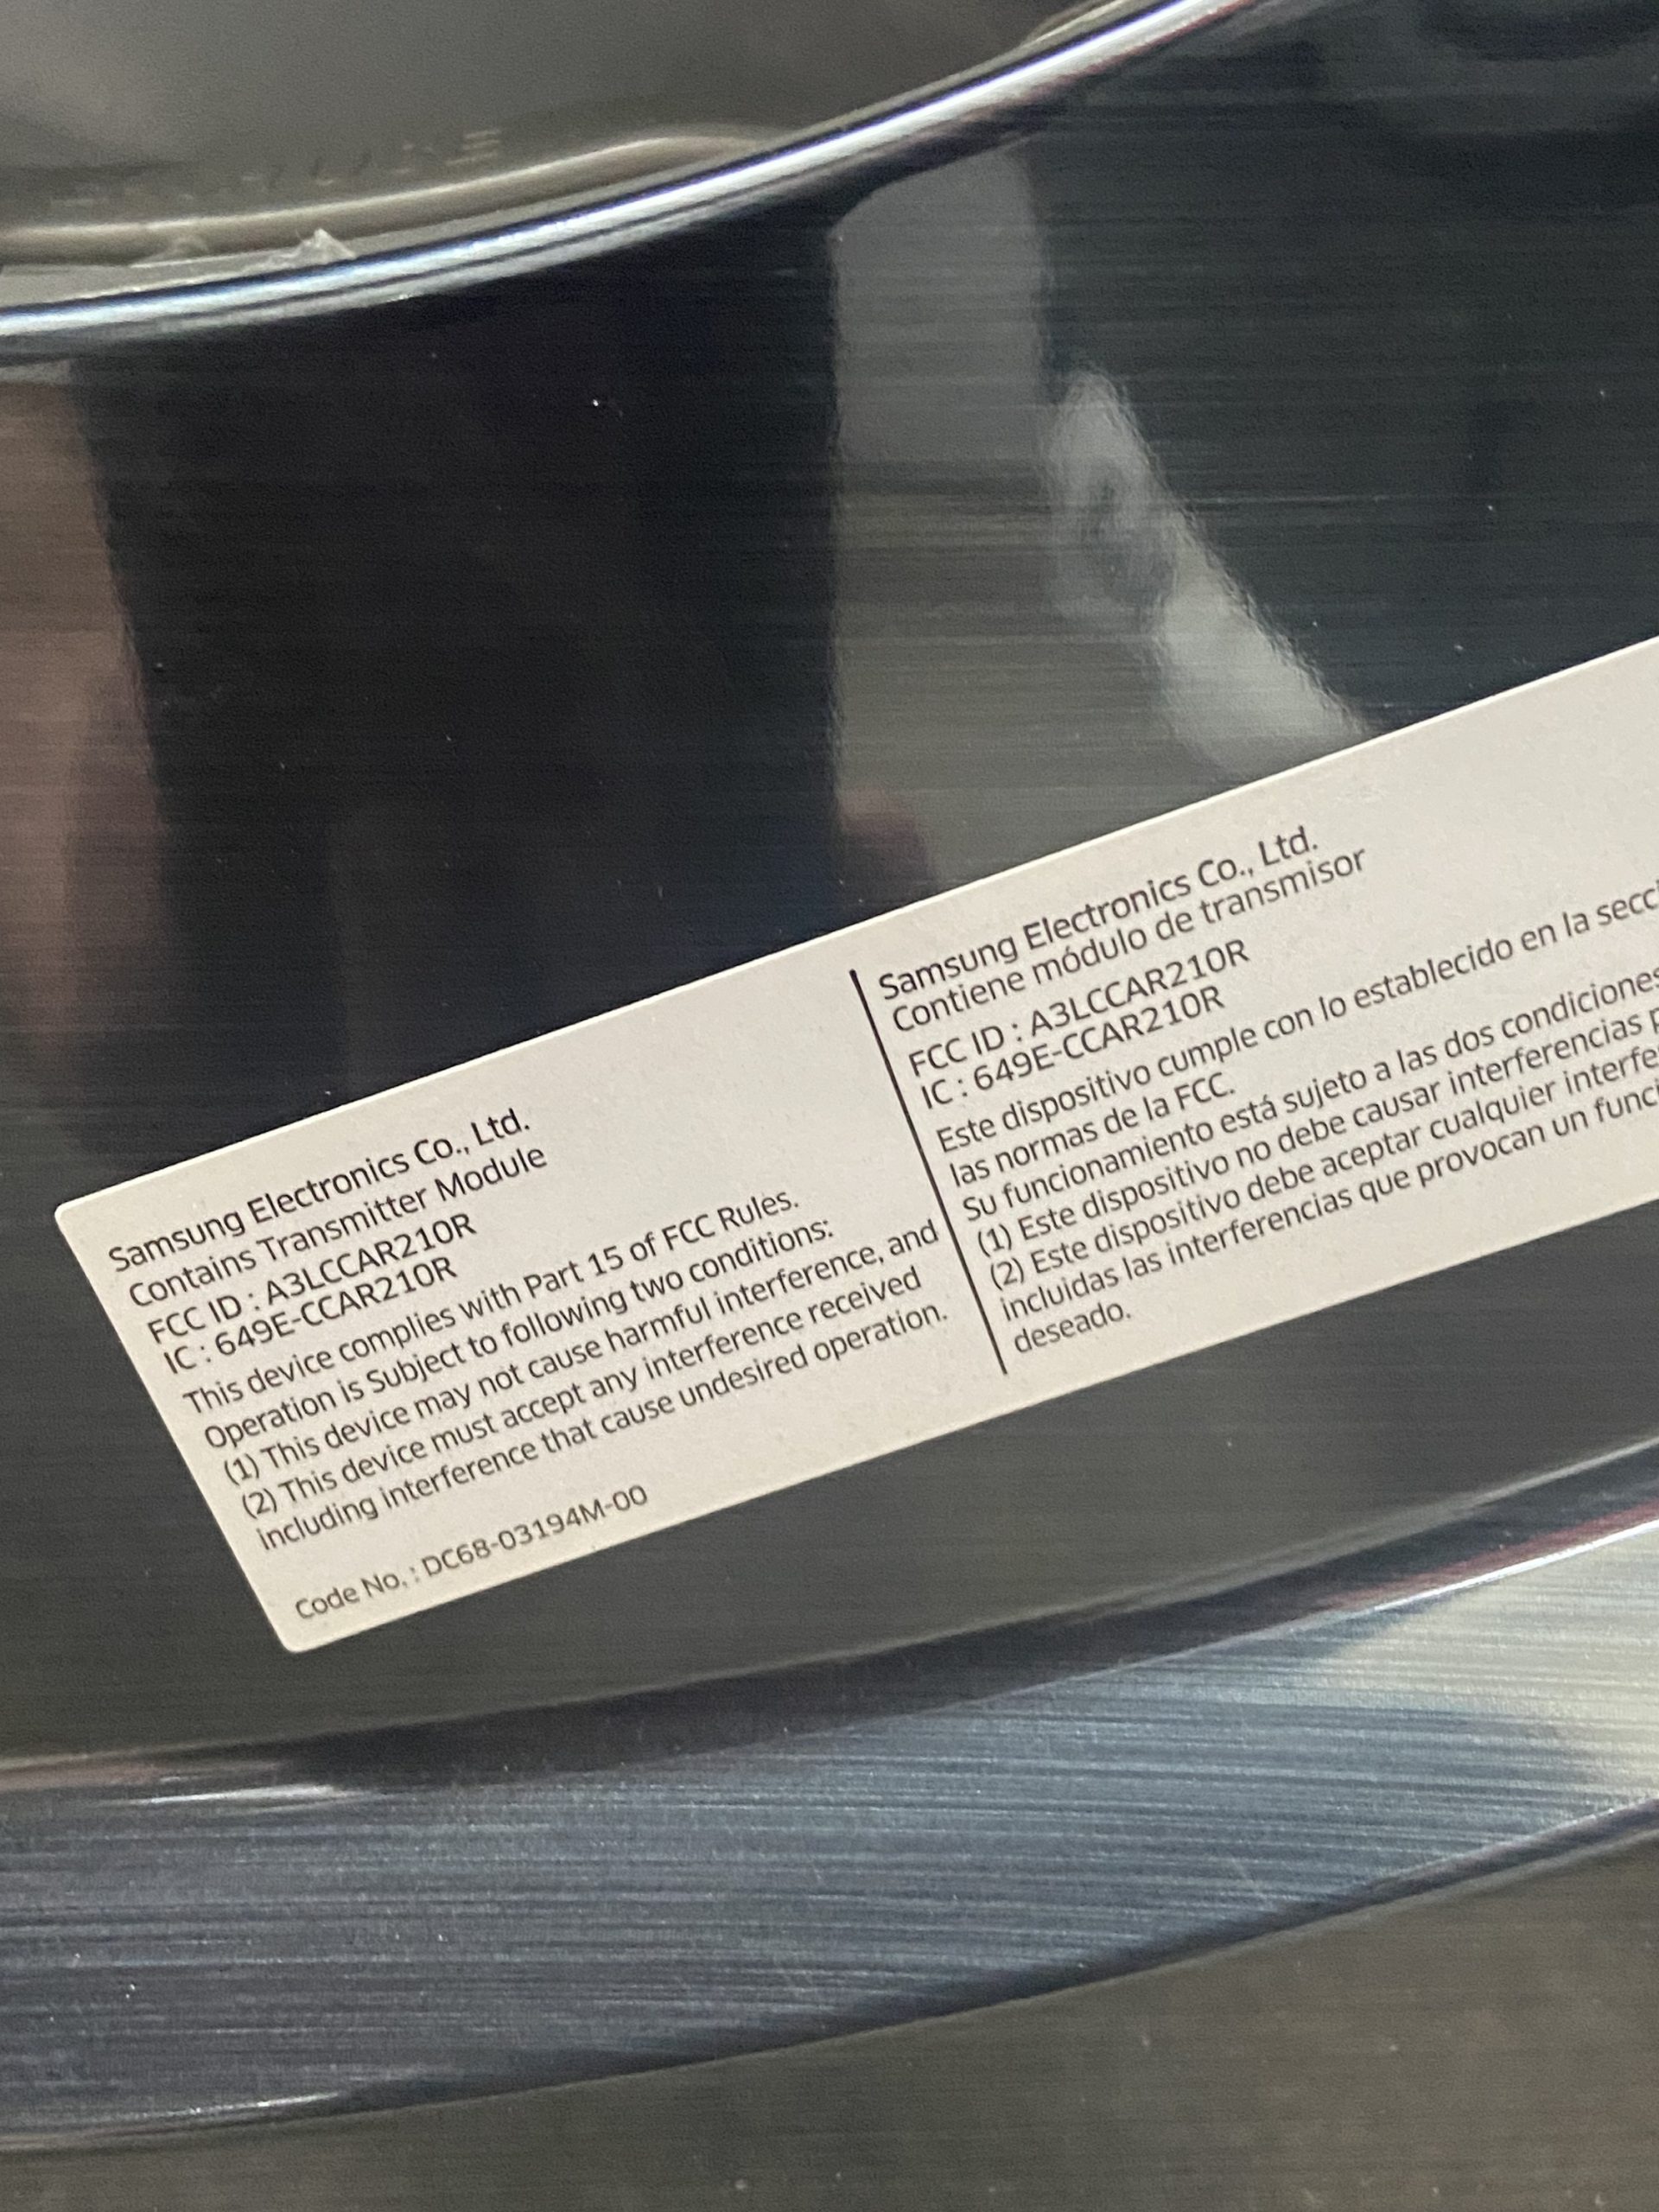 Samsung Electronics Co., Ltd.
Contains Transmitter Module
FCC ID : A3LCCAR210R
IC : 649E-CCAR210R
This device complies with Part 15 of FCC Rules.
Operation is Subject to following two conditions:
(1) This device may not cause harmful interference, and
(2) This device must accept any interference received
including interference that cause undesired operation.
Code No. : DC68-03194M-00
Samsung Electronics Co., Ltd.
Contiene módulo de transmisor
FCC ID : A3LCCAR210R
IC : 649E-CCAR210R
Este dispositivo cumple con lo establecido en la
las normas de la FCC.
Su funcionamiento está sujeto a las dos condiciones
(1) Este dispositivo no debe causar interferencias
(2) Este dispositivo debe aceptar cualquier
incluidas las interferencias que provocan un
deseado.